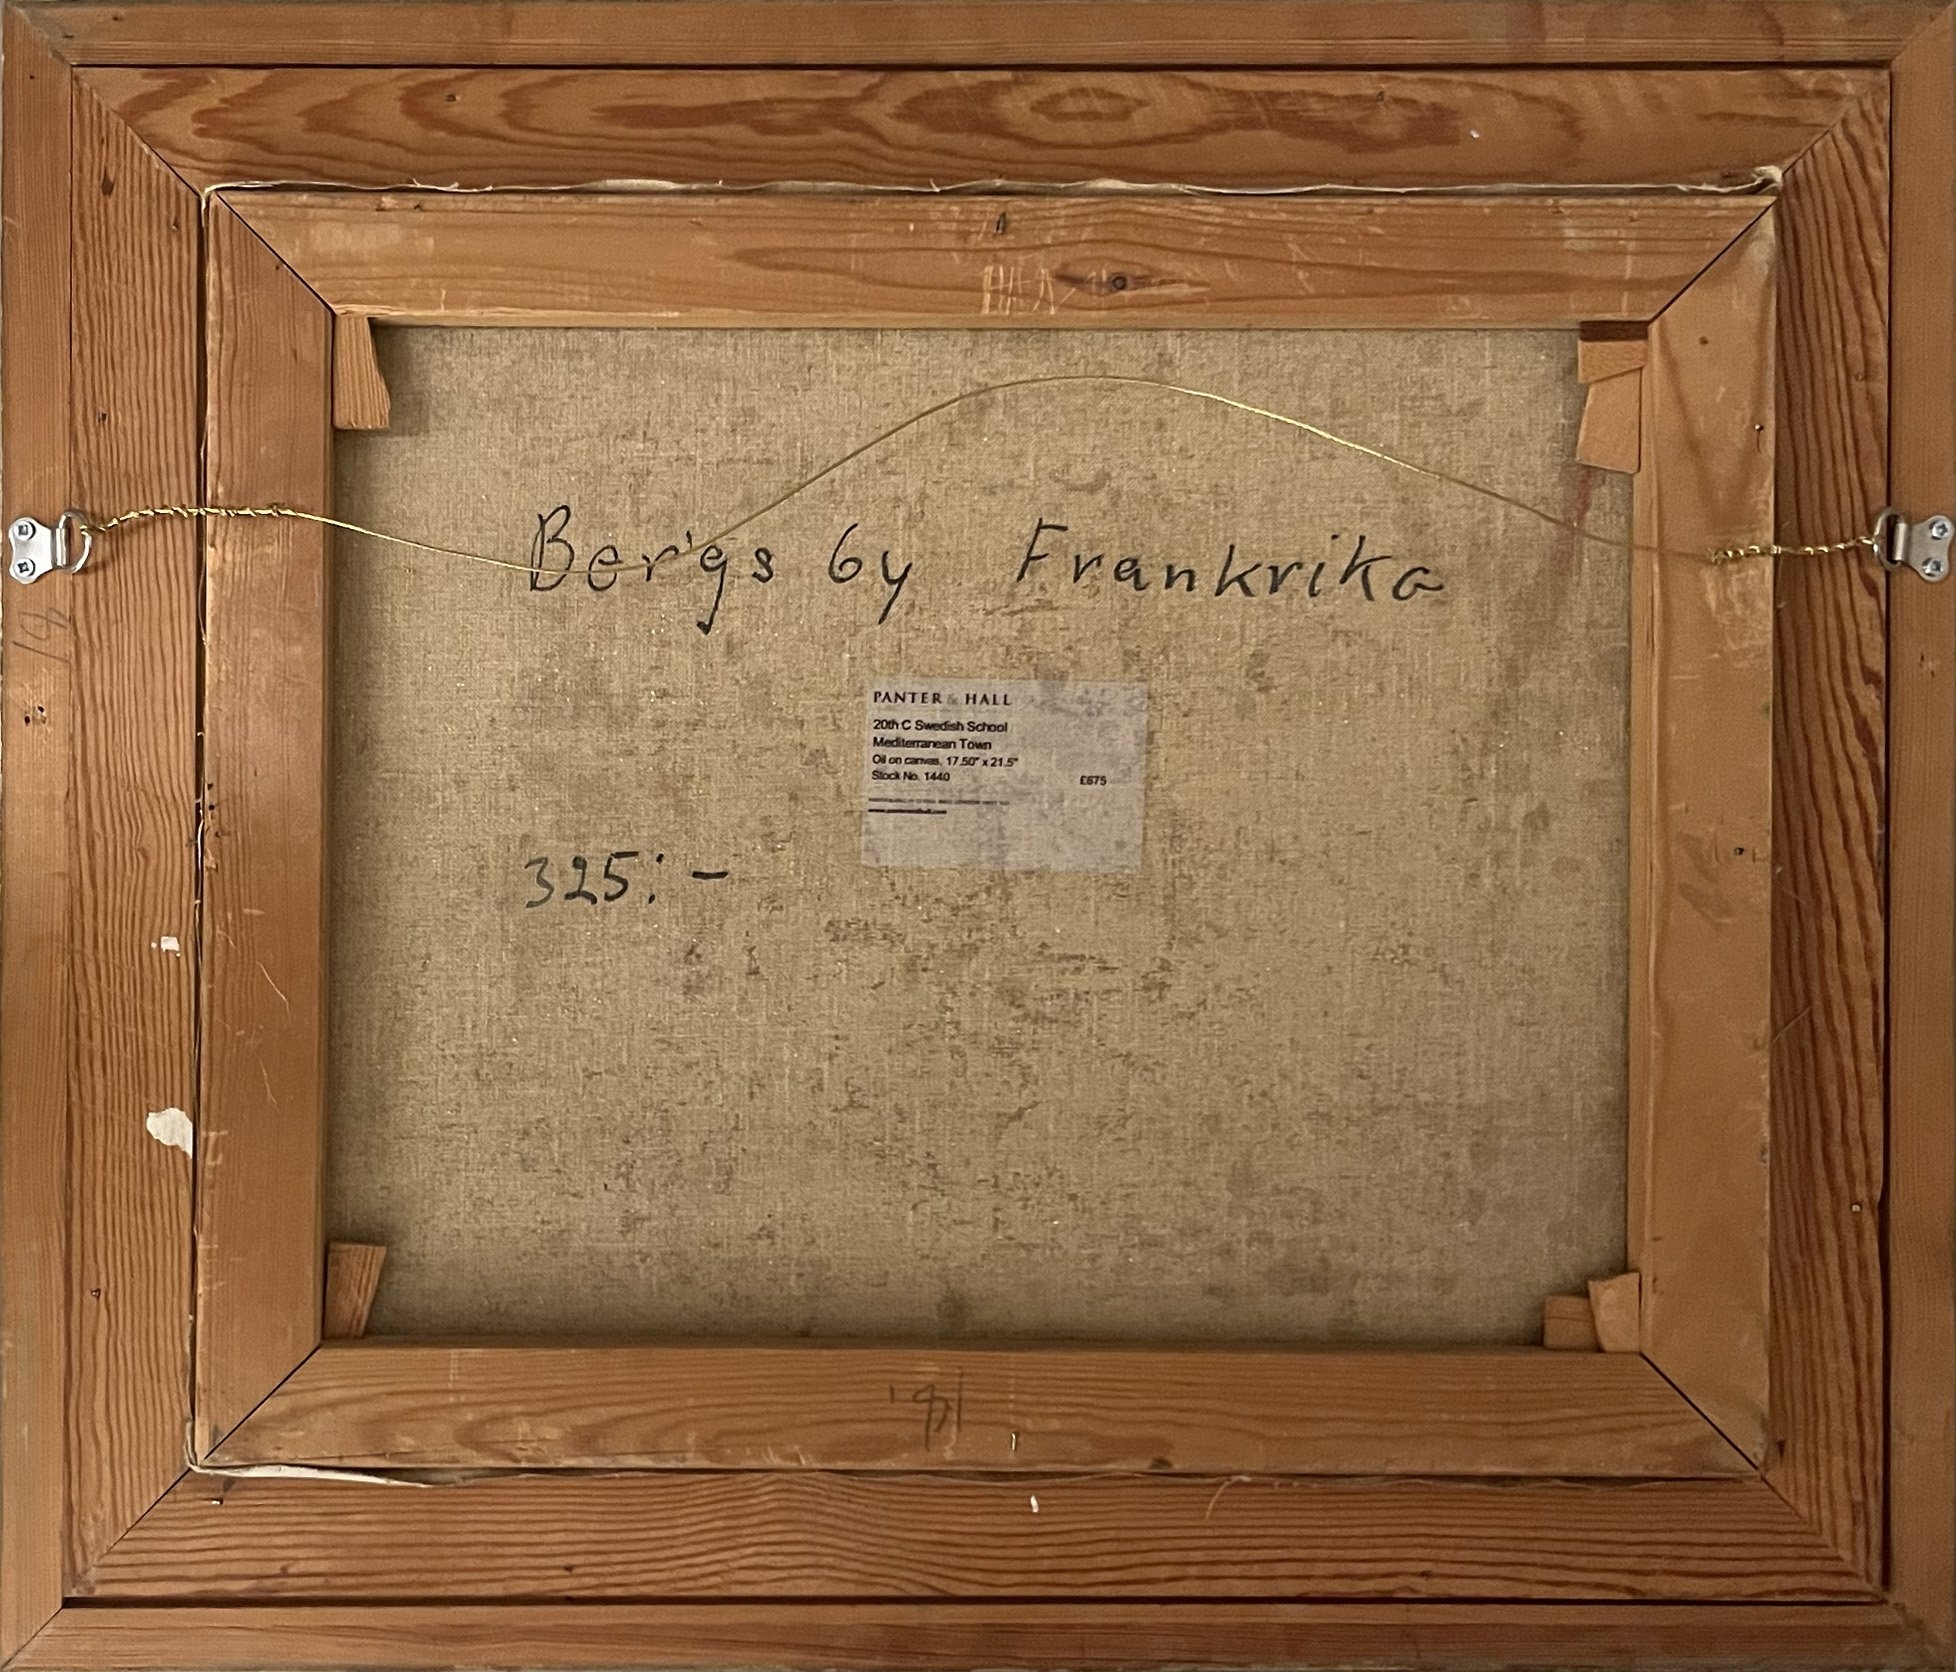 Bergs by Frankrika
PANTER & HALL
20th C Swedish School
Mediterranean Town
Oil on canvas, 17.50" x 21.5"
Stock No. 1440 £675
325:-